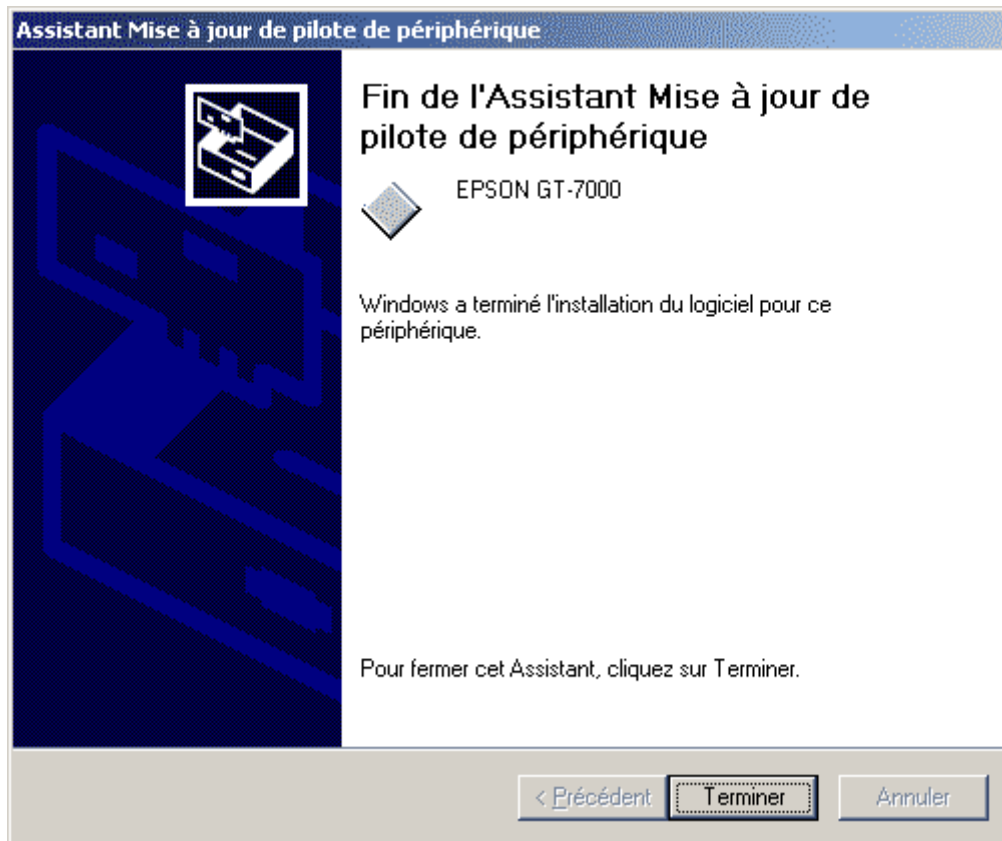 Assistant Mise à jour de pilote de périphérique
Fin de l'Assistant Mise à jour de
pilote de périphérique
EPSON GT-7000
Windows a terminé l'installation du logiciel pour ce
périphérique.
Pour fermer cet Assistant, cliquez sur Terminer.
< Précédent
Terminer
Annuler